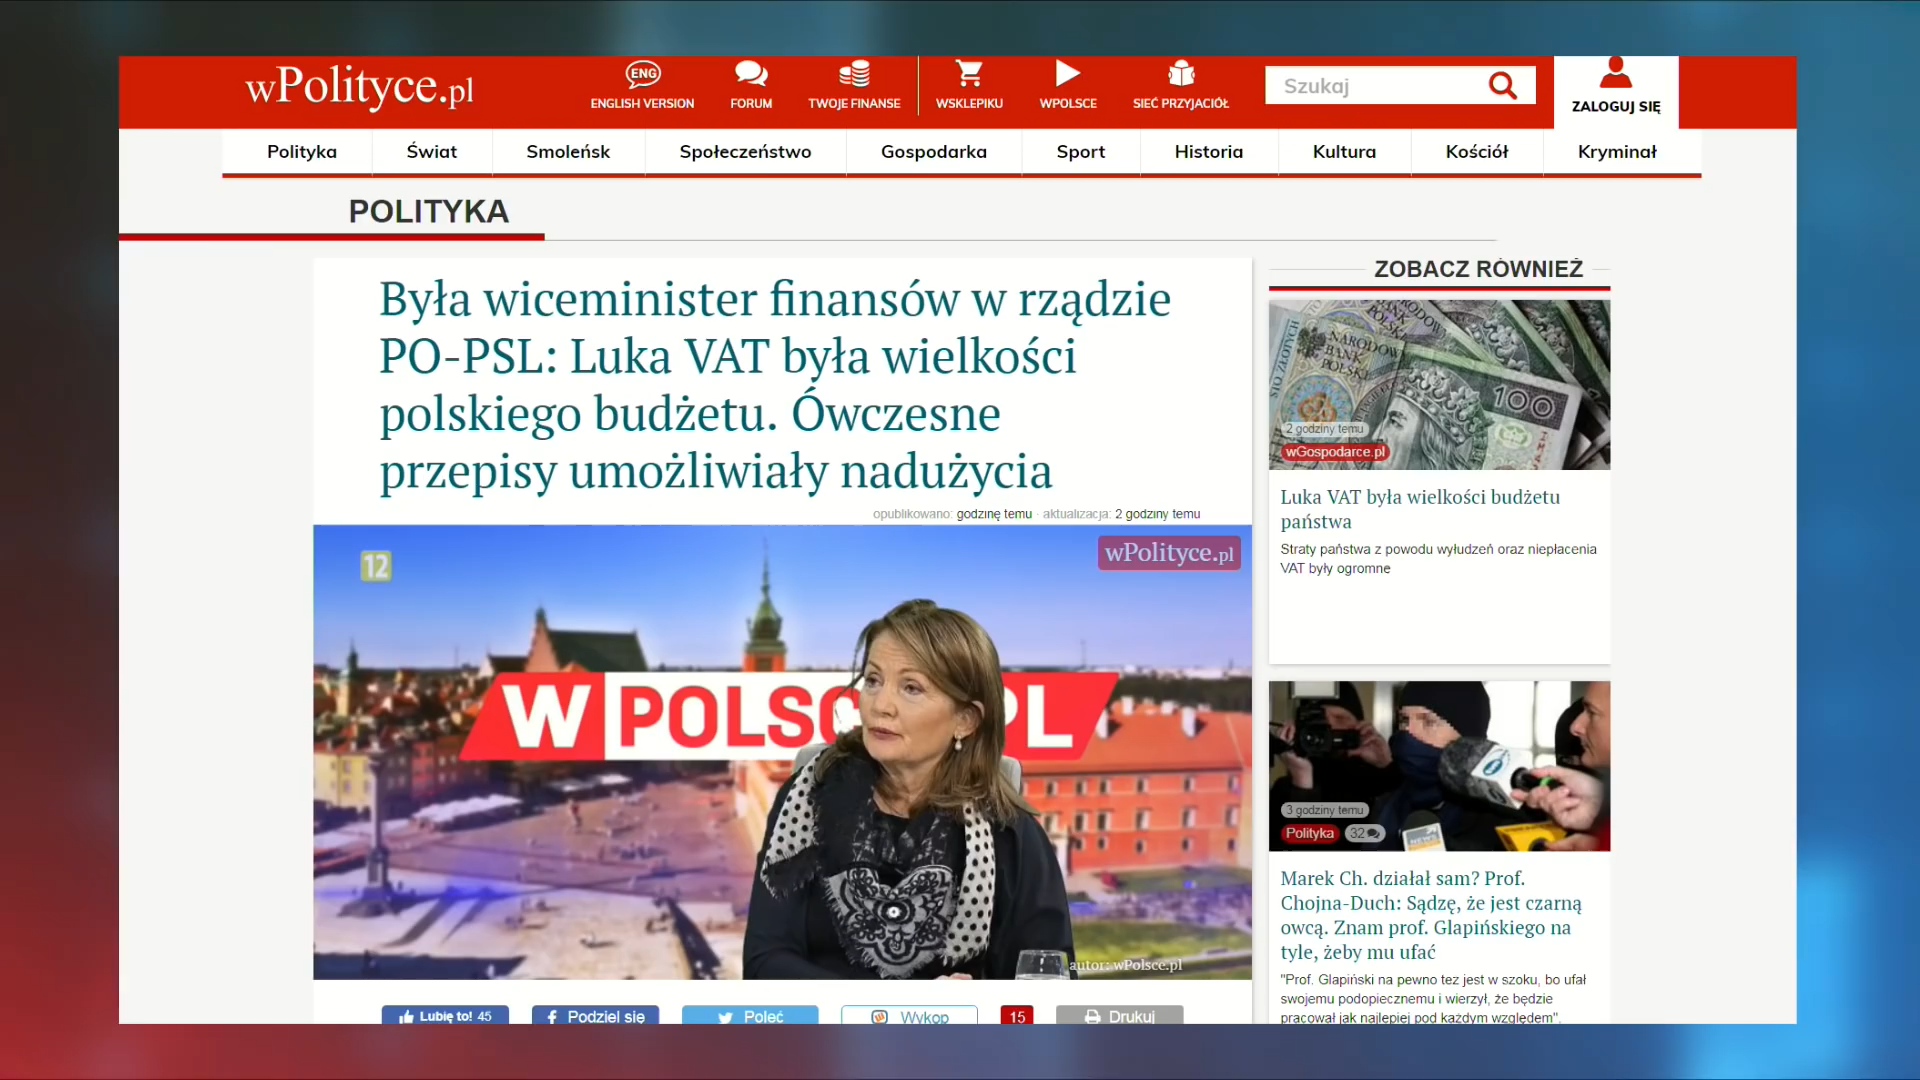 wPolityce.pl
ENG
ENGLISH VERSION
FORUM
TWOJE FINANSE
WSKLEPIKU
WPOLSCE
SIEĆ PRZYJACIÓŁ
Szukaj
ZALOGUJ SIĘ
Polityka
Świat
Smoleńsk
Społeczeństwo
Gospodarka
Sport
Historia
Kultura
Kościół
Kryminał
POLITYKA
Była wiceminister finansów w rządzie
PO-PSL: Luka VAT była wielkości
polskiego budżetu. Ówczesne
przepisy umożliwiały nadużycia
opublikowano: godzinę temu · aktualizacja: 2 godziny temu
12
wPolityce.pl
W POLSC PL
autor: wPolsce.pl
Lubię to! 45
Podziel się
Poleć
Wykop
15
Drukuj
ZOBACZ RÓWNIEŻ
NARODOWY
BANK
POLSKI
100
2 godziny temu
wGospodarce.pl
Luka VAT była wielkości budżetu
państwa
Straty państwa z powodu wyłudzeń oraz niepłacenia
VAT były ogromne
3 godziny temu
Polityka 32
Marek Ch. działał sam? Prof.
Chojna-Duch: Sądzę, że jest czarną
owcą. Znam prof. Glapińskiego na
tyle, żeby mu ufać
"Prof. Glapiński na pewno tez jest w szoku, bo ufał
swojemu podopiecznemu i wierzył, że będzie
pracował jak najlepiej pod każdym względem".